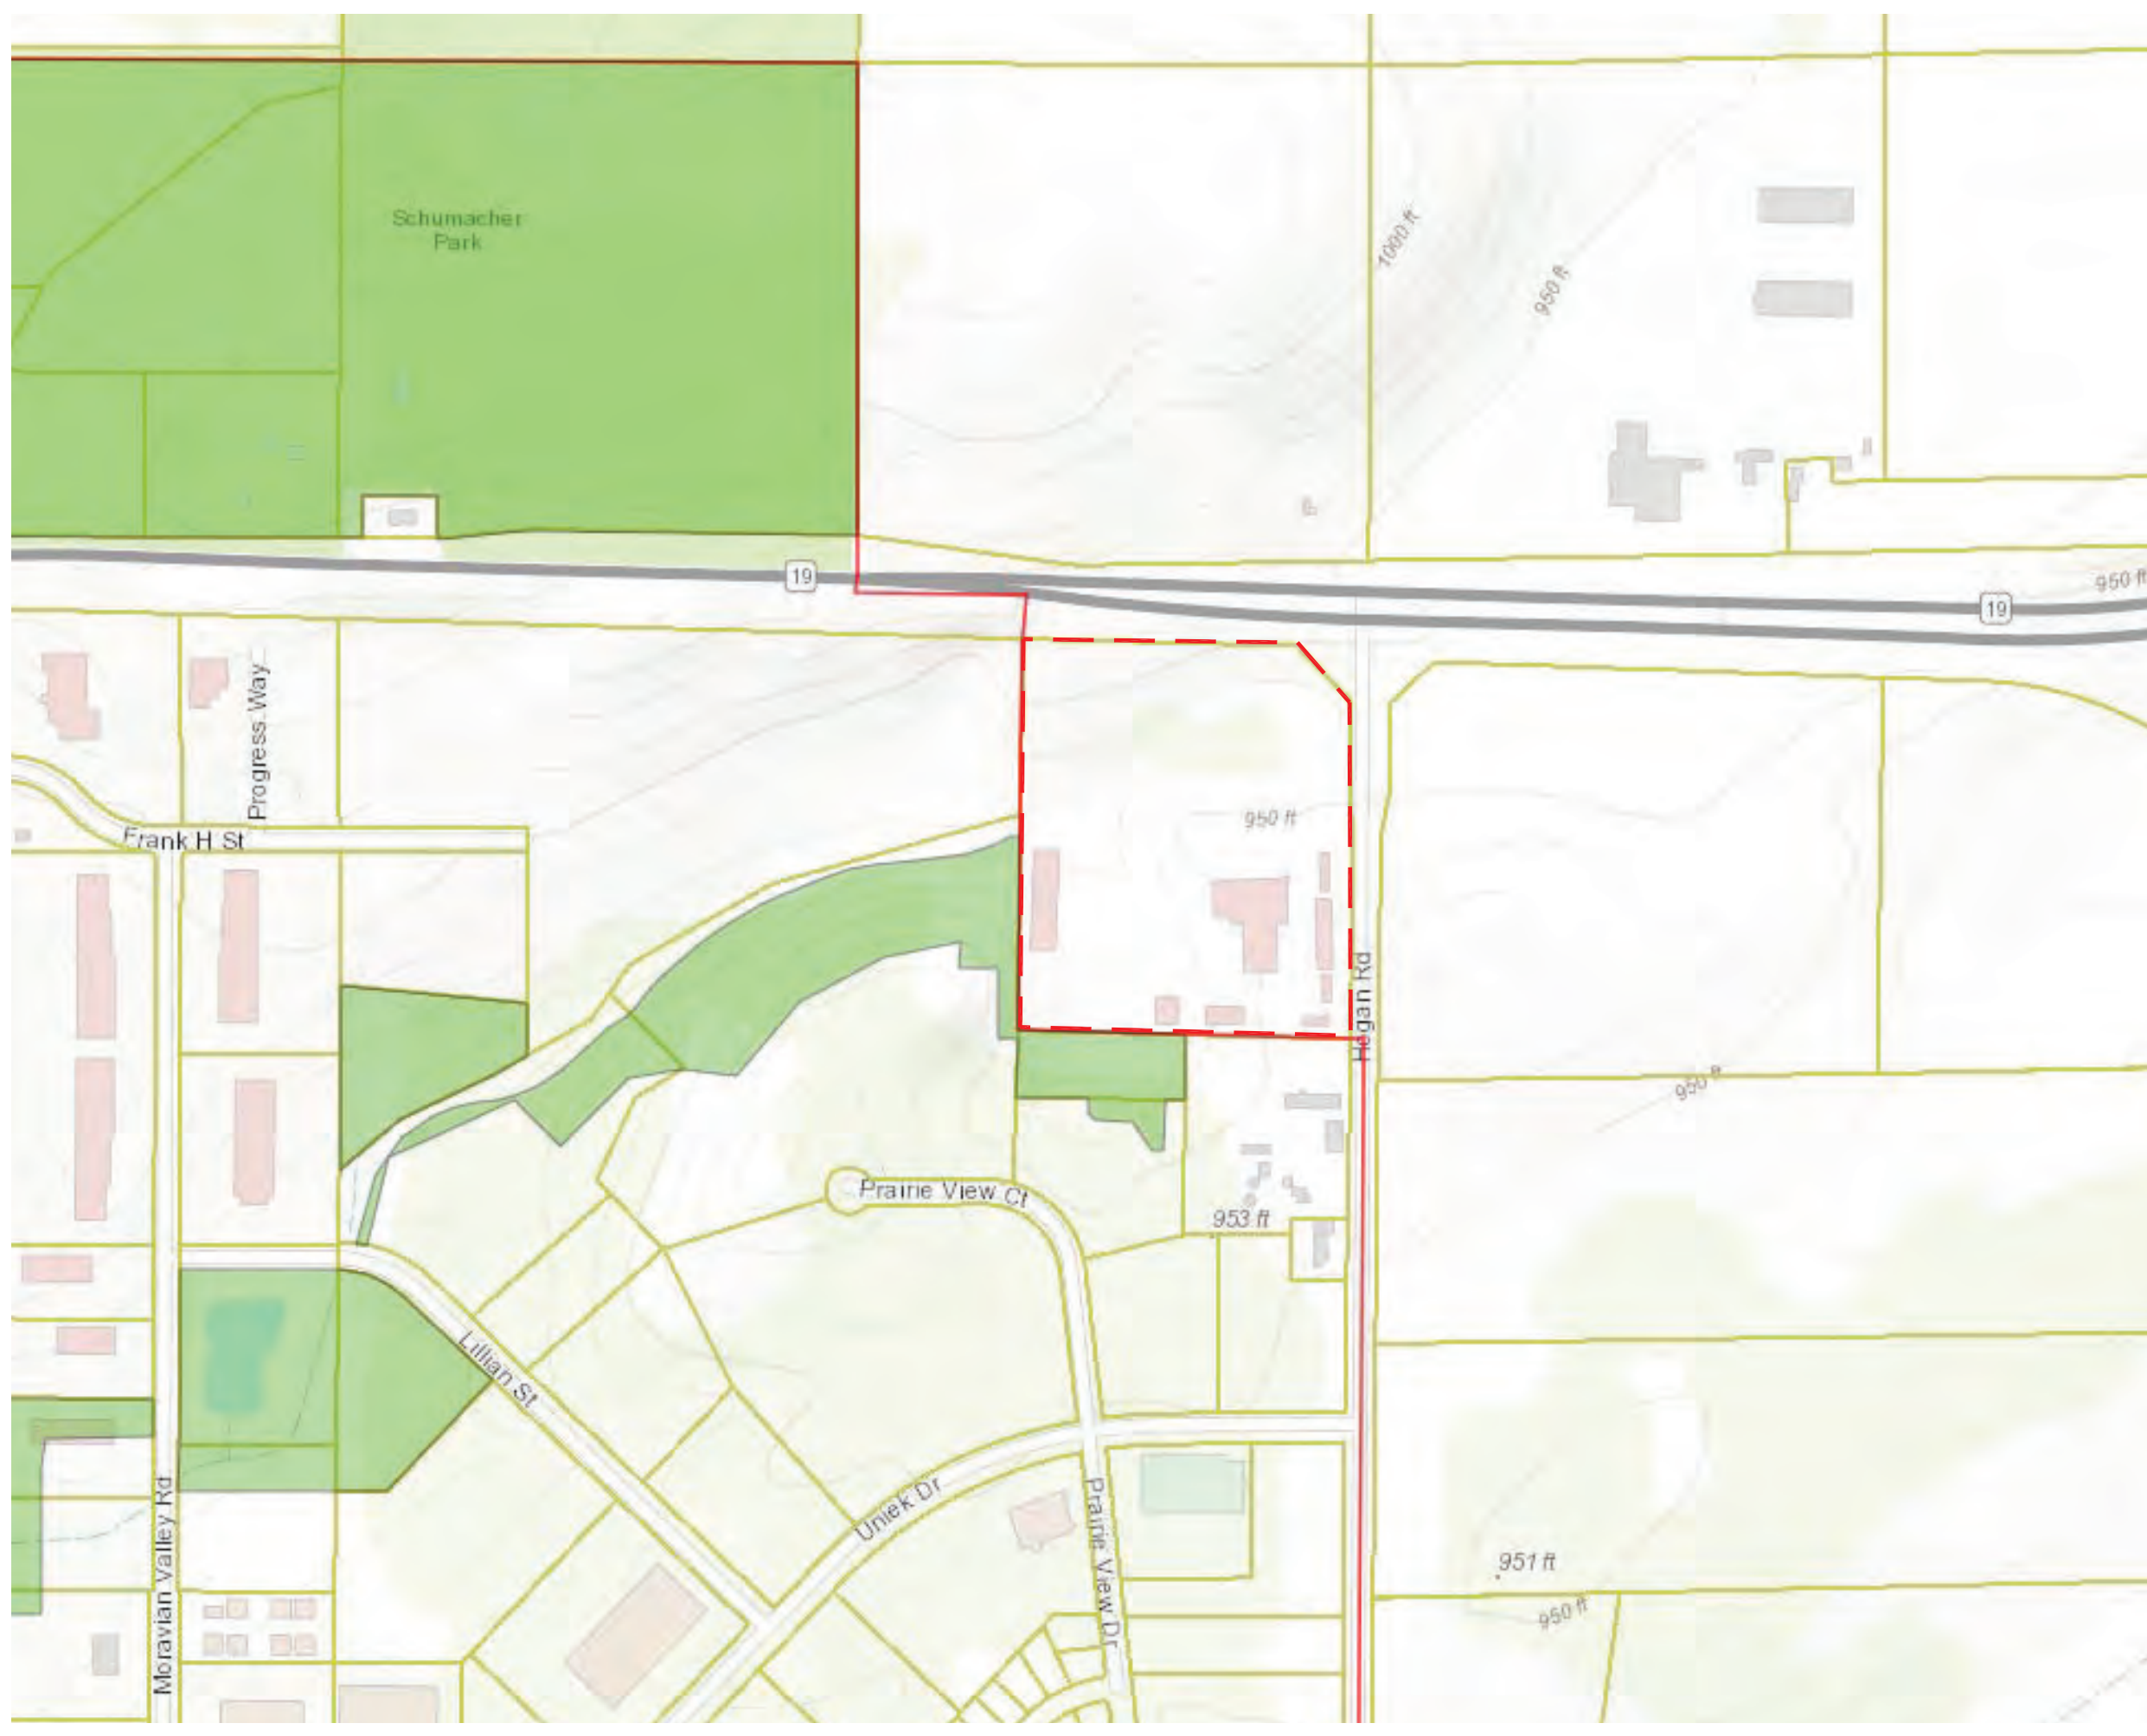 Schumacher
Park
1000 ft
950 ft
19
950 ft
19
Progress Way
Frank H St
950 ft
Hogan Rd
950 ft
Prairie View Ct
953 ft
Lillian St
Uniek Dr
Prairie View Dr
Moravian Valley Rd
951 ft
950 ft